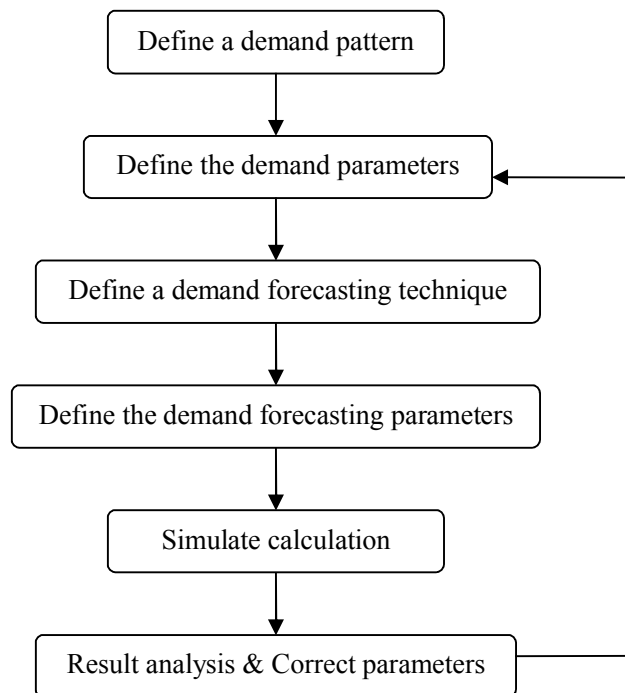 Define a demand pattern
Define the demand parameters
Define a demand forecasting technique
Define the demand forecasting parameters
Simulate calculation
Result analysis & Correct parameters